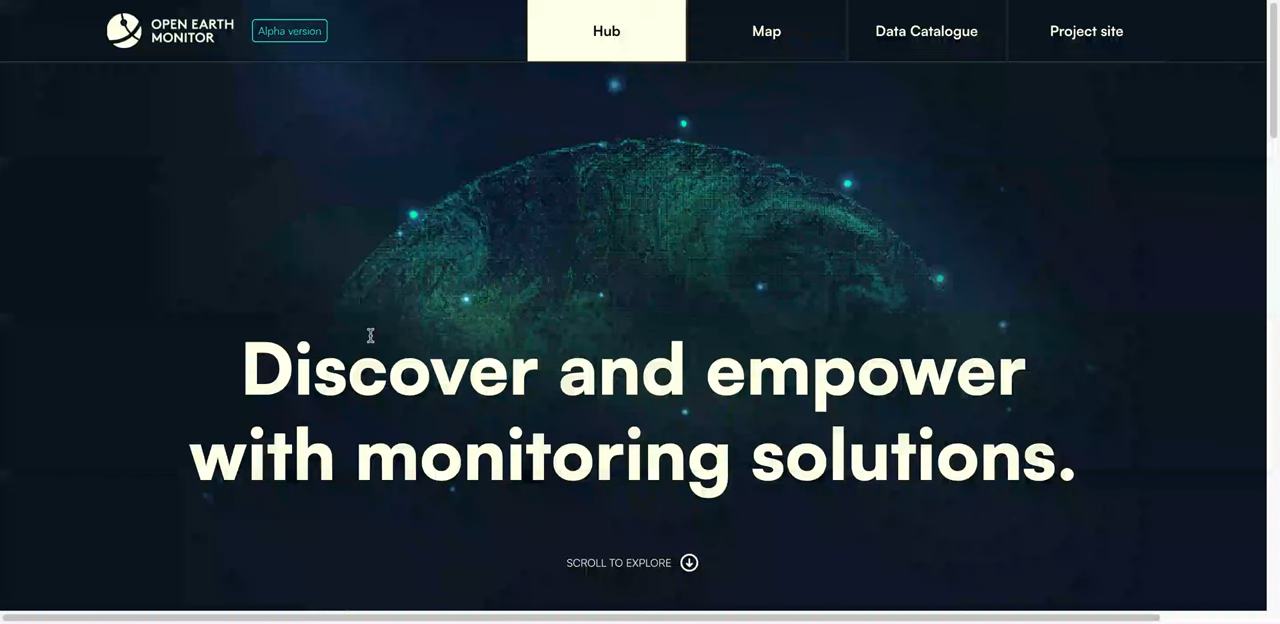 OPEN EARTH
MONITOR
Alpha version
Hub
Map
Data Catalogue
Project site
Discover and empower
with monitoring solutions.
SCROLL TO EXPLORE